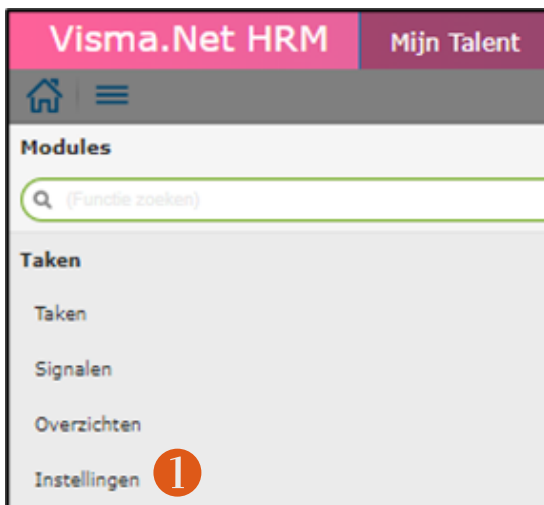 Visma.Net HRM Mijn Talent
Modules
(Functie zoeken)
Taken
Taken
Signalen
Overzichten
Instellingen 1